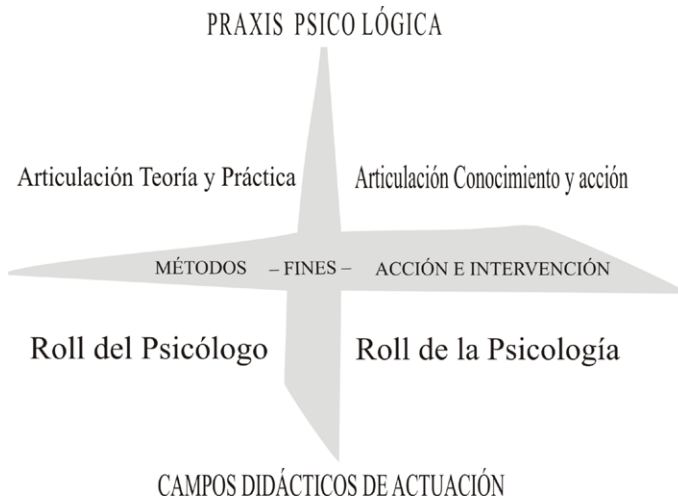 PRAXIS PSICO LÓGICA
Articulación Teoría y Práctica
Articulación Conocimiento y acción
MÉTODOS – FINES – ACCIÓN E INTERVENCIÓN
Roll del Psicólogo
Roll de la Psicología
CAMPOS DIDÁCTICOS DE ACTUACIÓN